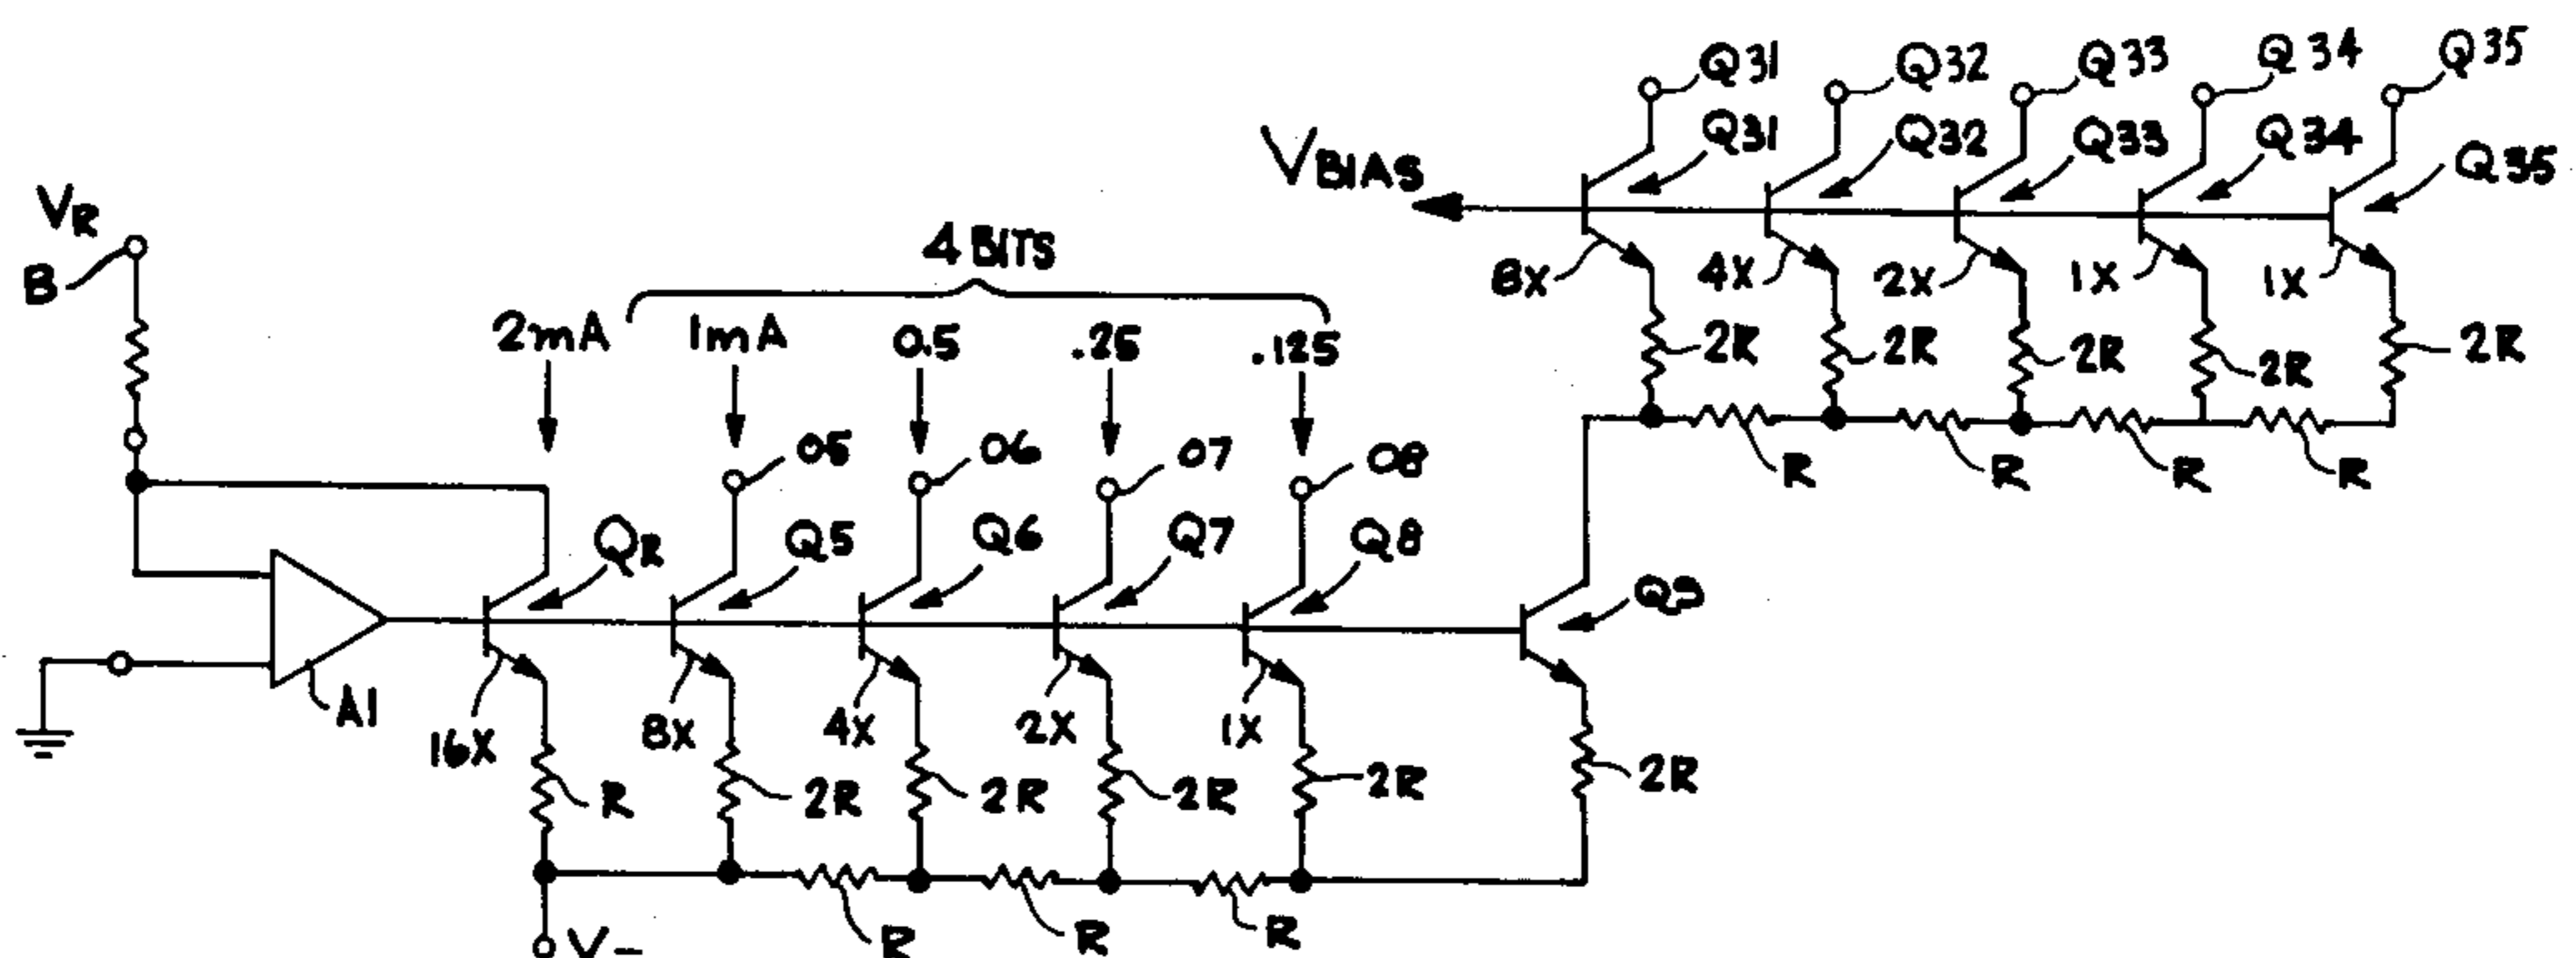 Q31 Q32 Q33 Q34 Q35
Q31 Q32 Q33 Q34 Q35
VBIAS
8X 4X 2X 1X 1X
2R 2R 2R 2R 2R
R R R R
VR
B
4 BITS
2mA 1mA 0.5 .25 .125
05 06 07 08
QR Q5 Q6 Q7 Q8 Q9
A1
16X 8X 4X 2X 1X
R 2R 2R 2R 2R 2R
R R R
V-